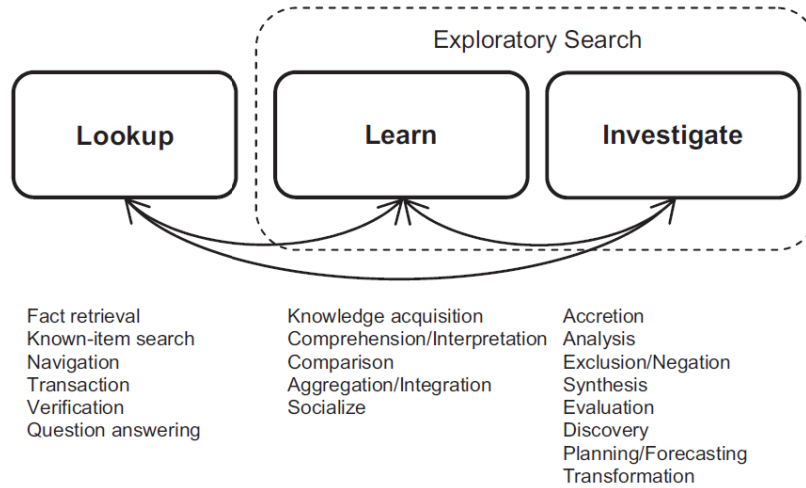 Exploratory Search
Lookup
Learn
Investigate
Fact retrieval
Known-item search
Navigation
Transaction
Verification
Question answering
Knowledge acquisition
Comprehension/Interpretation
Comparison
Aggregation/Integration
Socialize
Accretion
Analysis
Exclusion/Negation
Synthesis
Evaluation
Discovery
Planning/Forecasting
Transformation